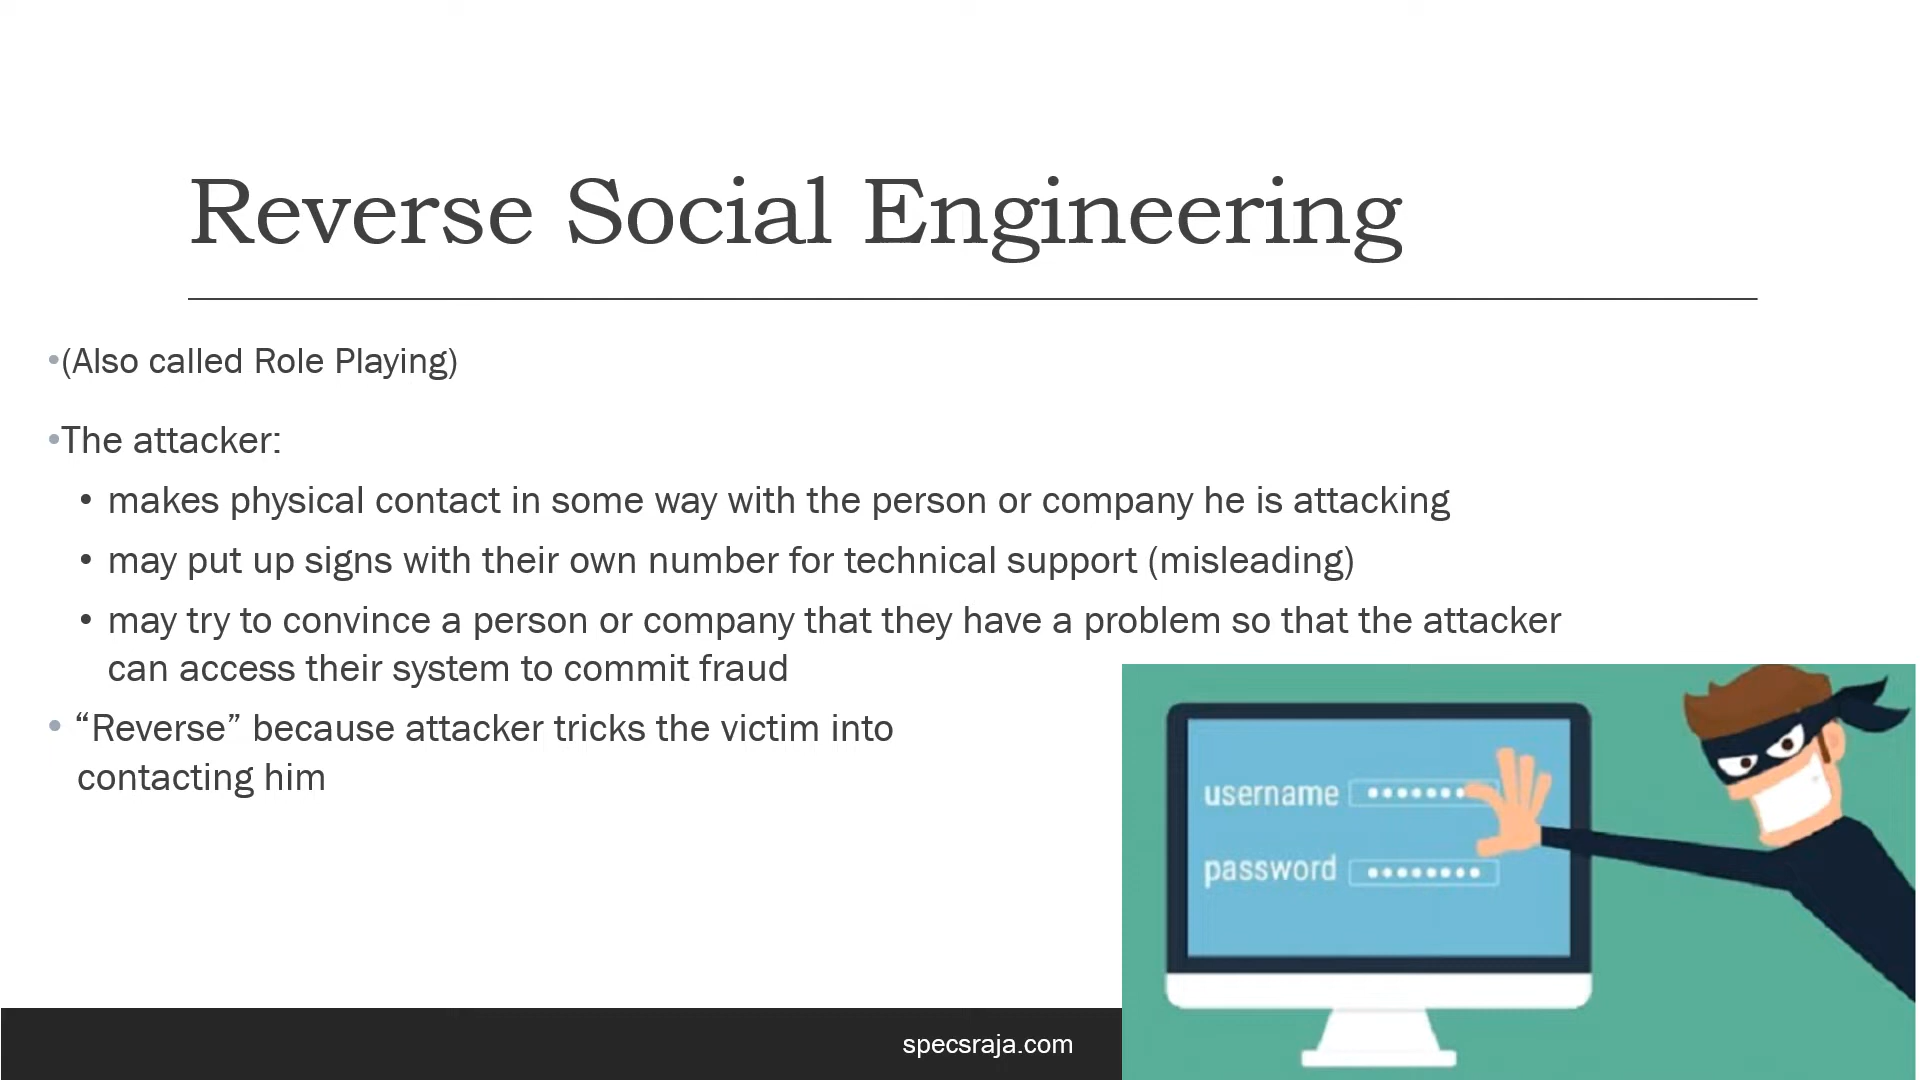 Reverse Social Engineering
•(Also called Role Playing)
•The attacker:
• makes physical contact in some way with the person or company he is attacking
• may put up signs with their own number for technical support (misleading)
• may try to convince a person or company that they have a problem so that the attacker
can access their system to commit fraud
• “Reverse” because attacker tricks the victim into
contacting him
username
password
specsraja.com